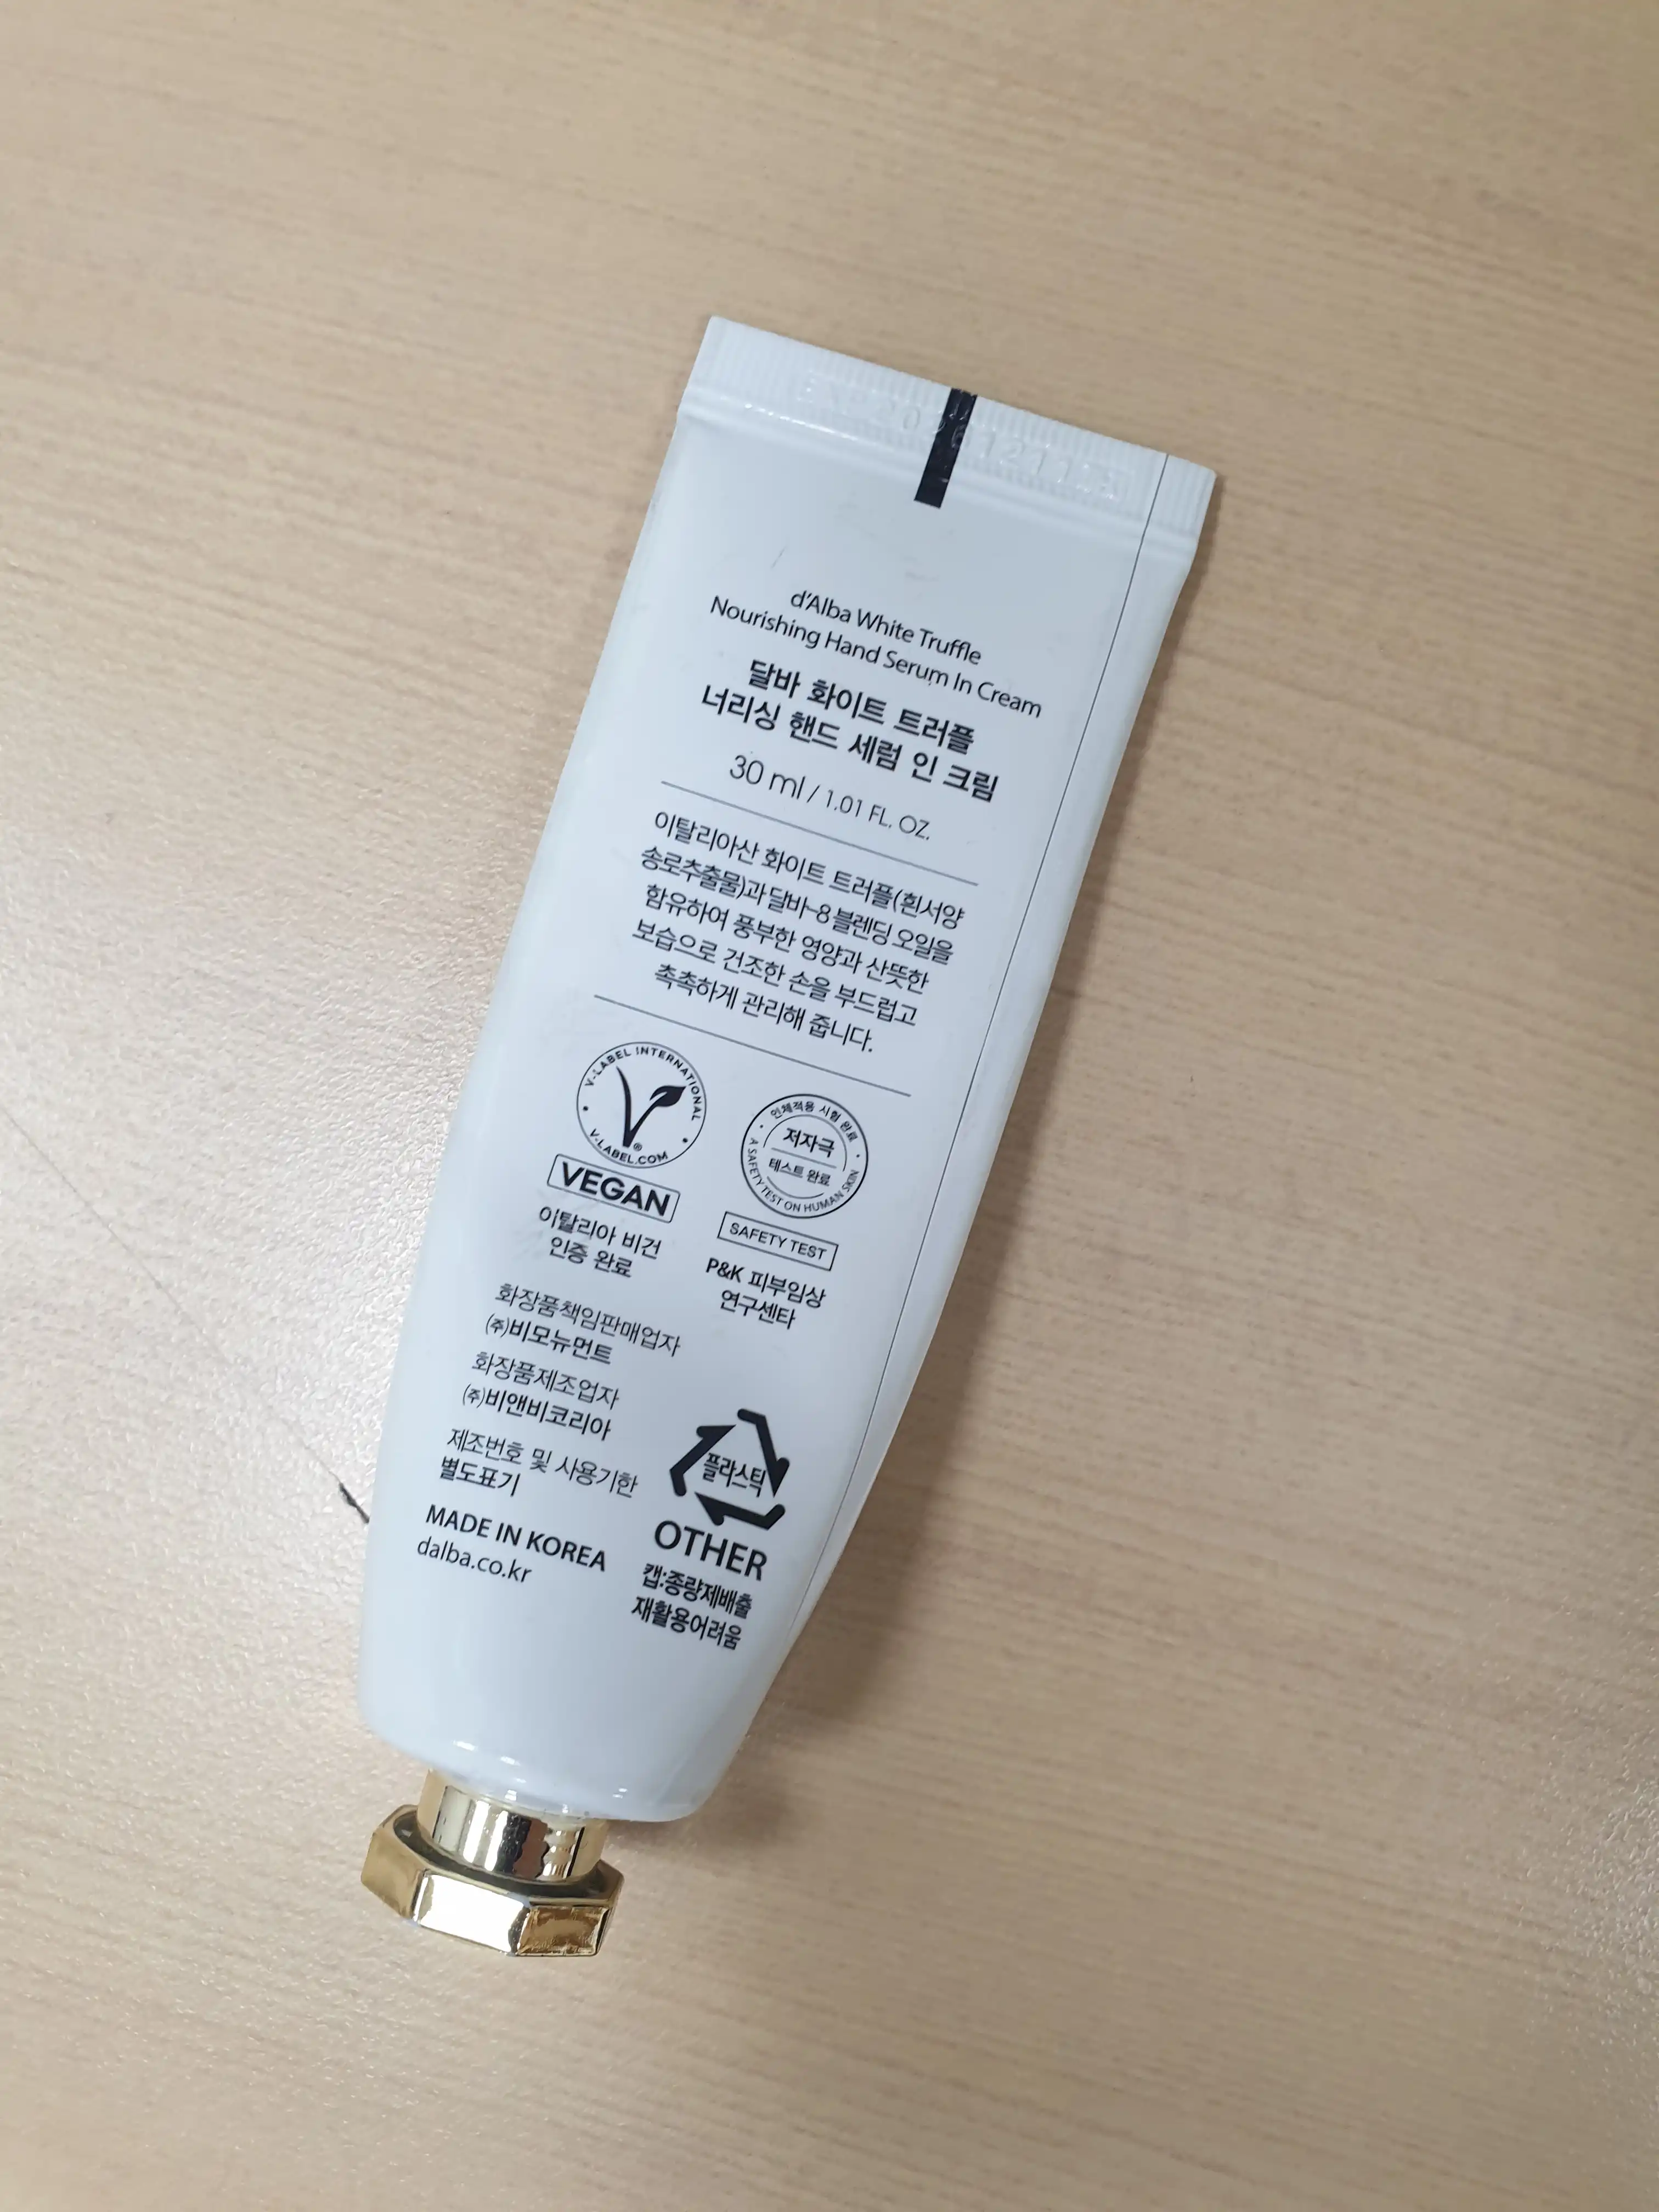 d'Alba White Truffle
Nourishing Hand Serum In Cream
달바 화이트 트러플
너리싱 핸드 세럼 인 크림
30 ml / 1.01 FL. OZ.
이탈리아산 화이트 트러플(흰서양
송로추출물)과 달바-8 블렌딩 오일을
함유하여 풍부한 영양과 산뜻한
보습으로 건조한 손을 부드럽고
촉촉하게 관리해 줍니다.
V-LABEL INTERNATIONAL
V-LABEL.COM
®
VEGAN
이탈리아 비건
인증 완료
인체적용 시험 완료
저자극
테스트 완료
A SAFETY TEST ON HUMAN SKIN
SAFETY TEST
P&K 피부임상
연구센타
화장품책임판매업자
㈜비모뉴먼트
화장품제조업자
㈜비앤비코리아
제조번호 및 사용기한
별도표기
MADE IN KOREA
dalba.co.kr
플라스틱
OTHER
캡:종량제배출
재활용어려움